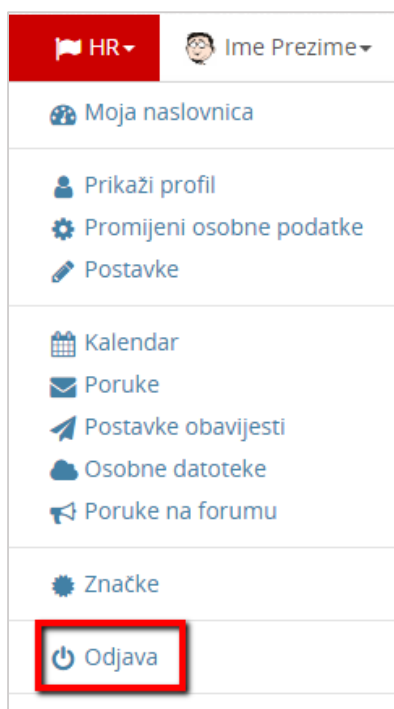 HR Ime Prezime
Moja naslovnica
Prikaži profil
Promijeni osobne podatke
Postavke
Kalendar
Poruke
Postavke obavijesti
Osobne datoteke
Poruke na forumu
Značke
Odjava